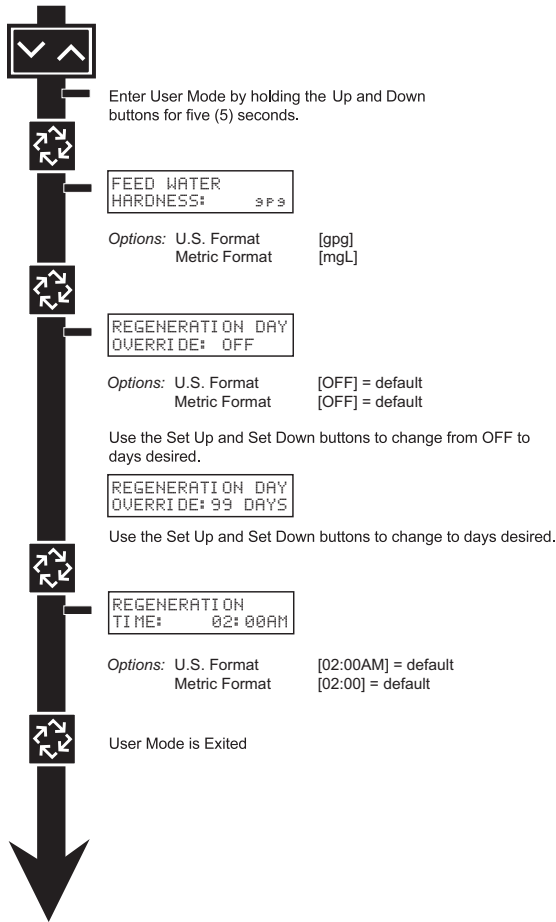 Enter User Mode by holding the Up and Down
buttons for five (5) seconds.
FEED WATER
HARDNESS: gpg
Options: U.S. Format [gpg]
Metric Format [mgL]
REGENERATION DAY
OVERRIDE: OFF
Options: U.S. Format [OFF] = default
Metric Format [OFF] = default
Use the Set Up and Set Down buttons to change from OFF to
days desired.
REGENERATION DAY
OVERRIDE:99 DAYS
Use the Set Up and Set Down buttons to change to days desired.
REGENERATION
TIME: 02:00AM
Options: U.S. Format [02:00AM] = default
Metric Format [02:00] = default
User Mode is Exited